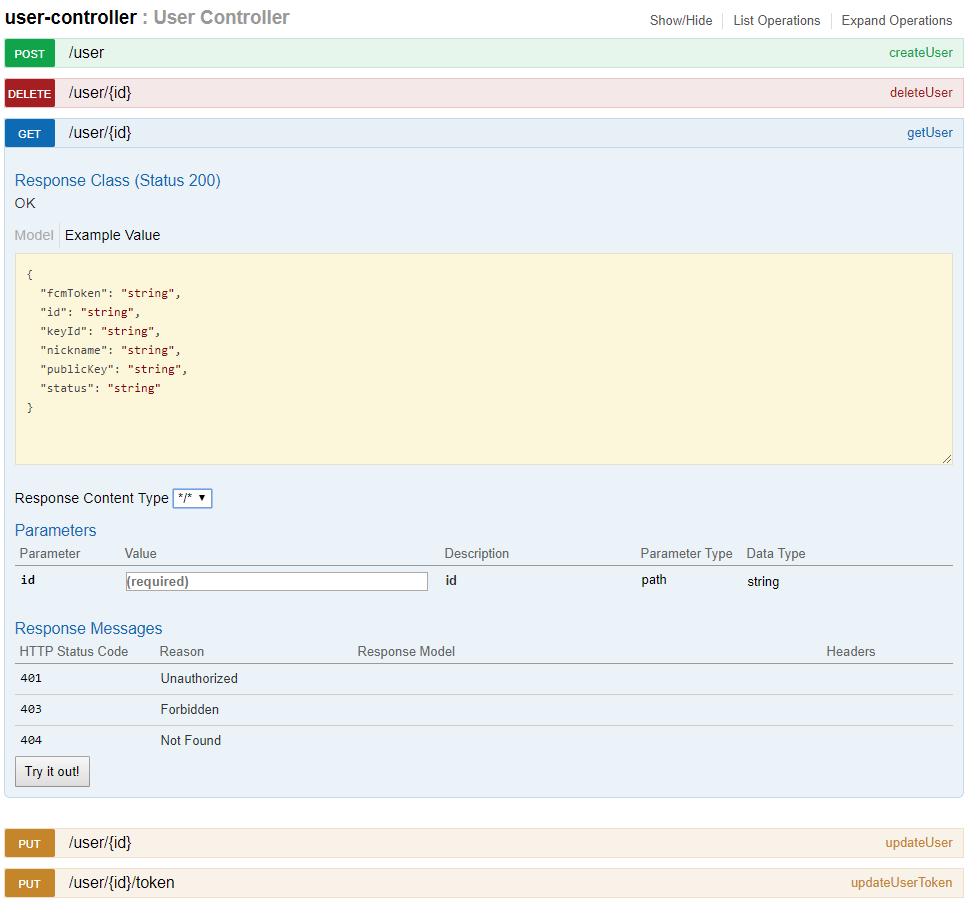 user-controller : User Controller
Show/Hide List Operations Expand Operations
POST /user createUser
DELETE /user/{id} deleteUser
GET /user/{id} getUser
Response Class (Status 200)
OK
Model Example Value
{
"fcmToken": "string",
"id": "string",
"keyId": "string",
"nickname": "string",
"publicKey": "string",
"status": "string"
}
Response Content Type */*
Parameters
Parameter Value Description Parameter Type Data Type
id (required) id path string
Response Messages
HTTP Status Code Reason Response Model Headers
401 Unauthorized
403 Forbidden
404 Not Found
Try it out!
PUT /user/{id} updateUser
PUT /user/{id}/token updateUserToken